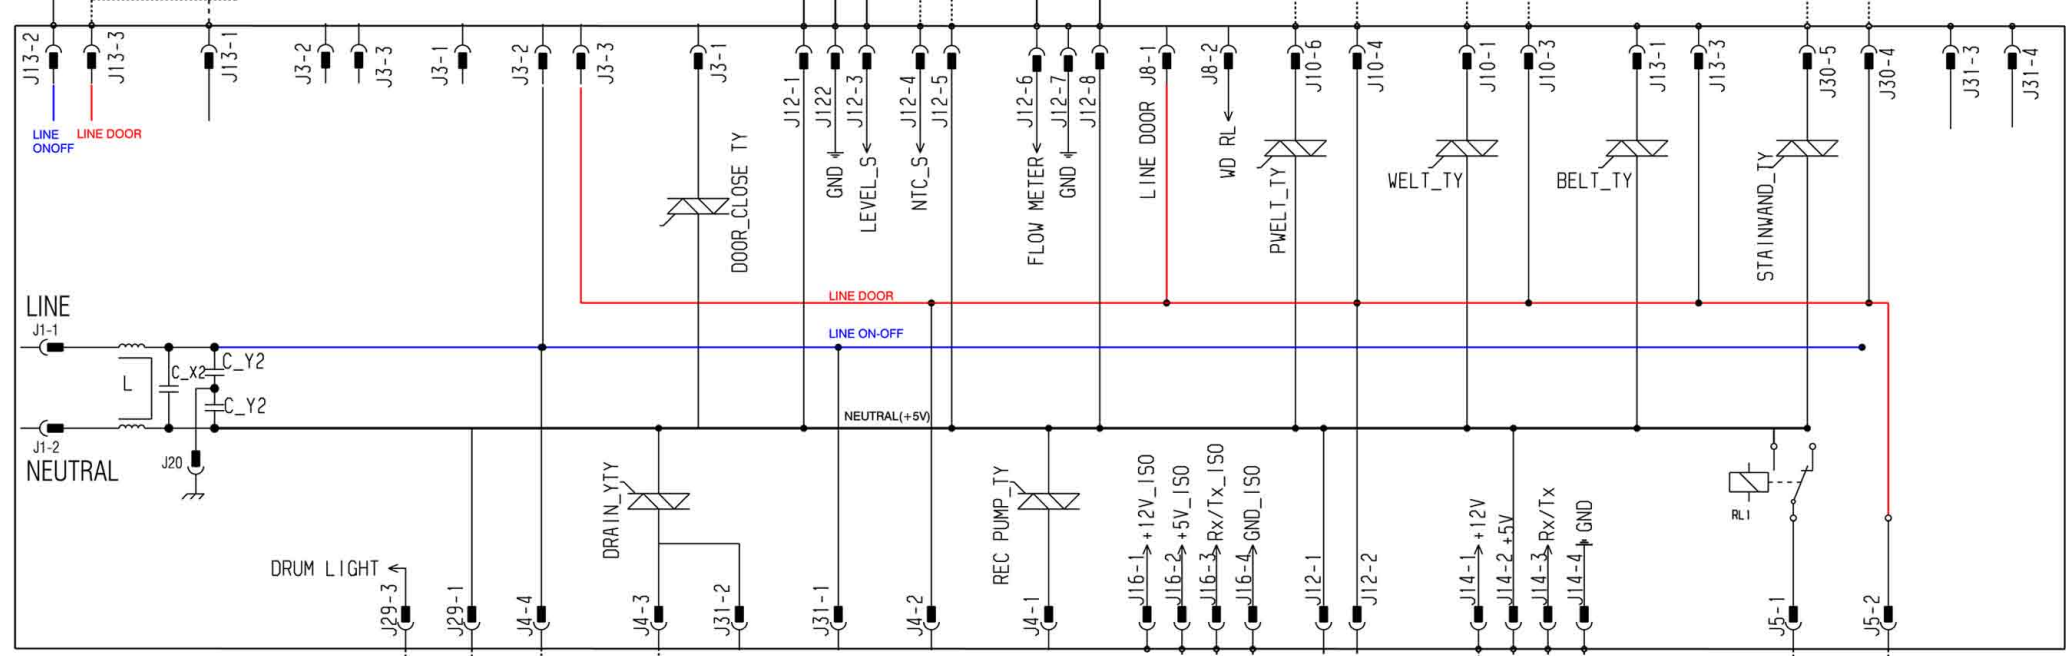 J13-2
J13-3
J13-1
J3-2
J3-3
J3-1
J3-2
J3-3
J3-1
J12-1
J122
J12-3
J12-4
J12-5
J12-6
J12-7
J12-8
J8-1
J8-2
J10-6
J10-4
J10-1
J10-3
J13-1
J13-3
J30-5
J30-4
J31-3
J31-4
LINE
ONOFF
LINE DOOR
DOOR_CLOSE TY
GND
LEVEL_S
NTC_S
FLOW METER
GND
LINE DOOR
WD RL
PWELT_TY
WELT_TY
BELT_TY
STAINWAND_TY
LINE DOOR
LINE ON-OFF
NEUTRAL(+5V)
LINE
J1-1
L
C_X2
C_Y2
C_Y2
J1-2
NEUTRAL
J20
DRUM LIGHT
DRAIN_YTY
REC PUMP_TY
+12V_ISO
+5V_ISO
Rx/Tx_ISO
GND_ISO
+12V
+5V
Rx/Tx
GND
RL1
J29-3
J29-1
J4-4
J4-3
J31-2
J31-1
J4-2
J4-1
J16-1
J16-2
J16-3
J16-4
J12-1
J12-2
J14-1
J14-2
J14-3
J14-4
J5-1
J5-2